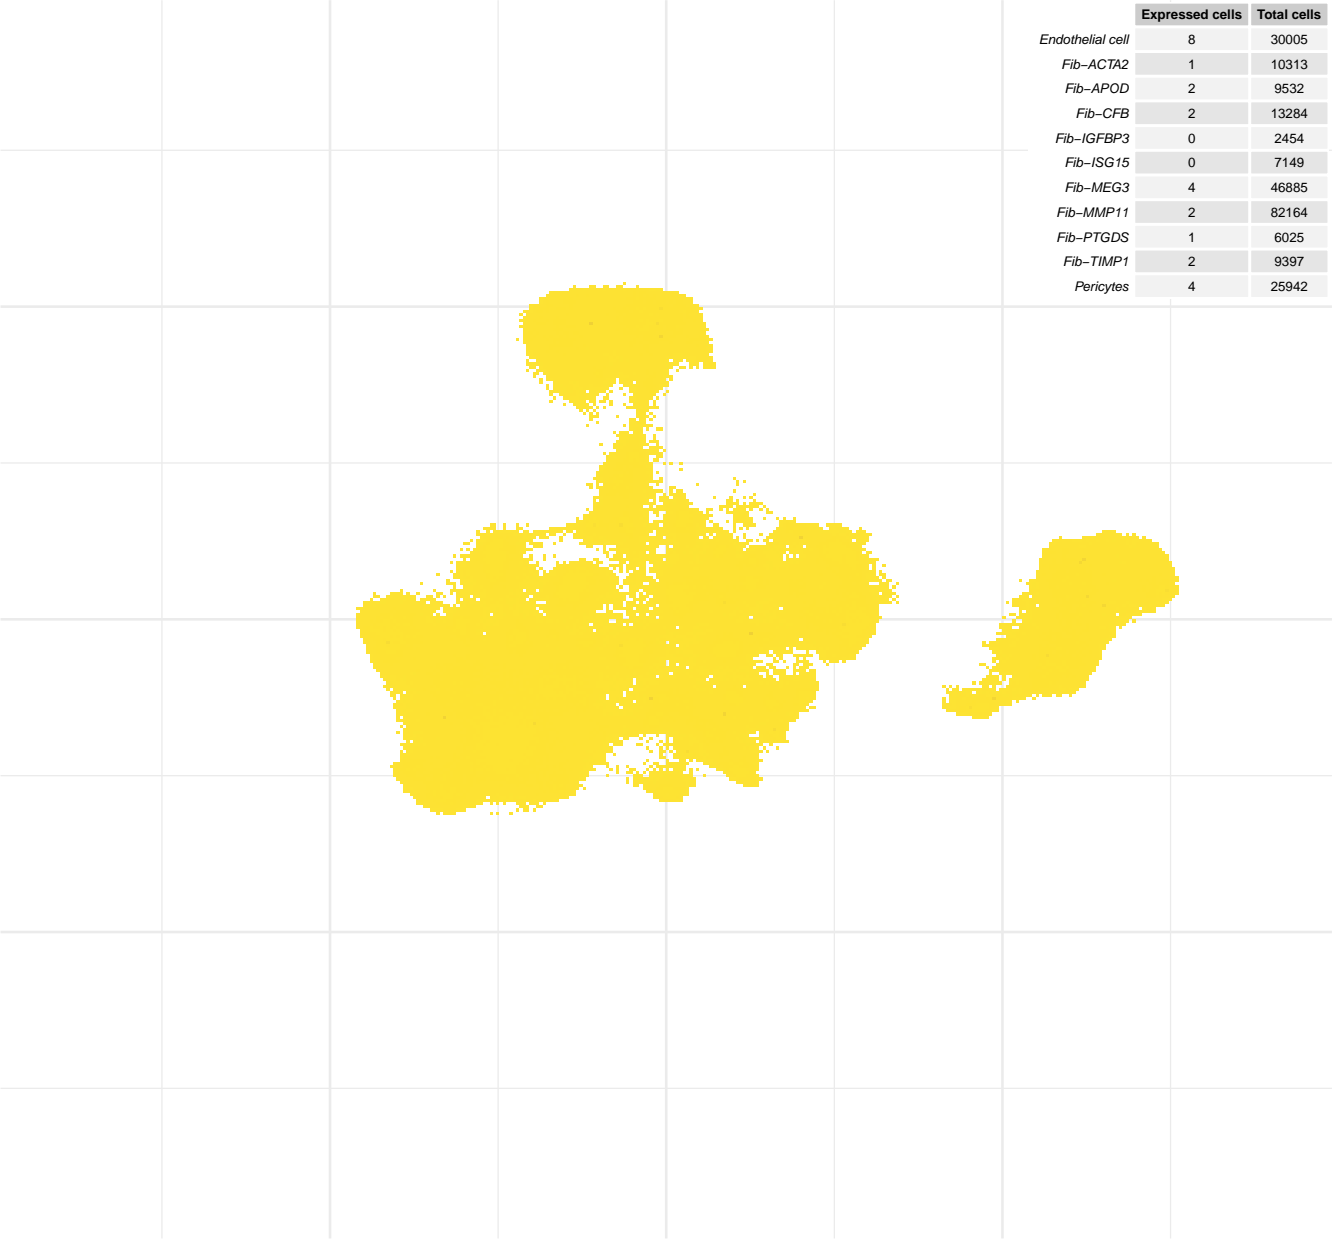 Expressed cells Total cells
Endothelial cell 8 30005
Fib−ACTA2 1 10313
Fib−APOD 2 9532
Fib−CFB 2 13284
Fib−IGFBP3 0 2454
Fib−ISG15 0 7149
Fib−MEG3 4 46885
Fib−MMP11 2 82164
Fib−PTGDS 1 6025
Fib−TIMP1 2 9397
Pericytes 4 25942